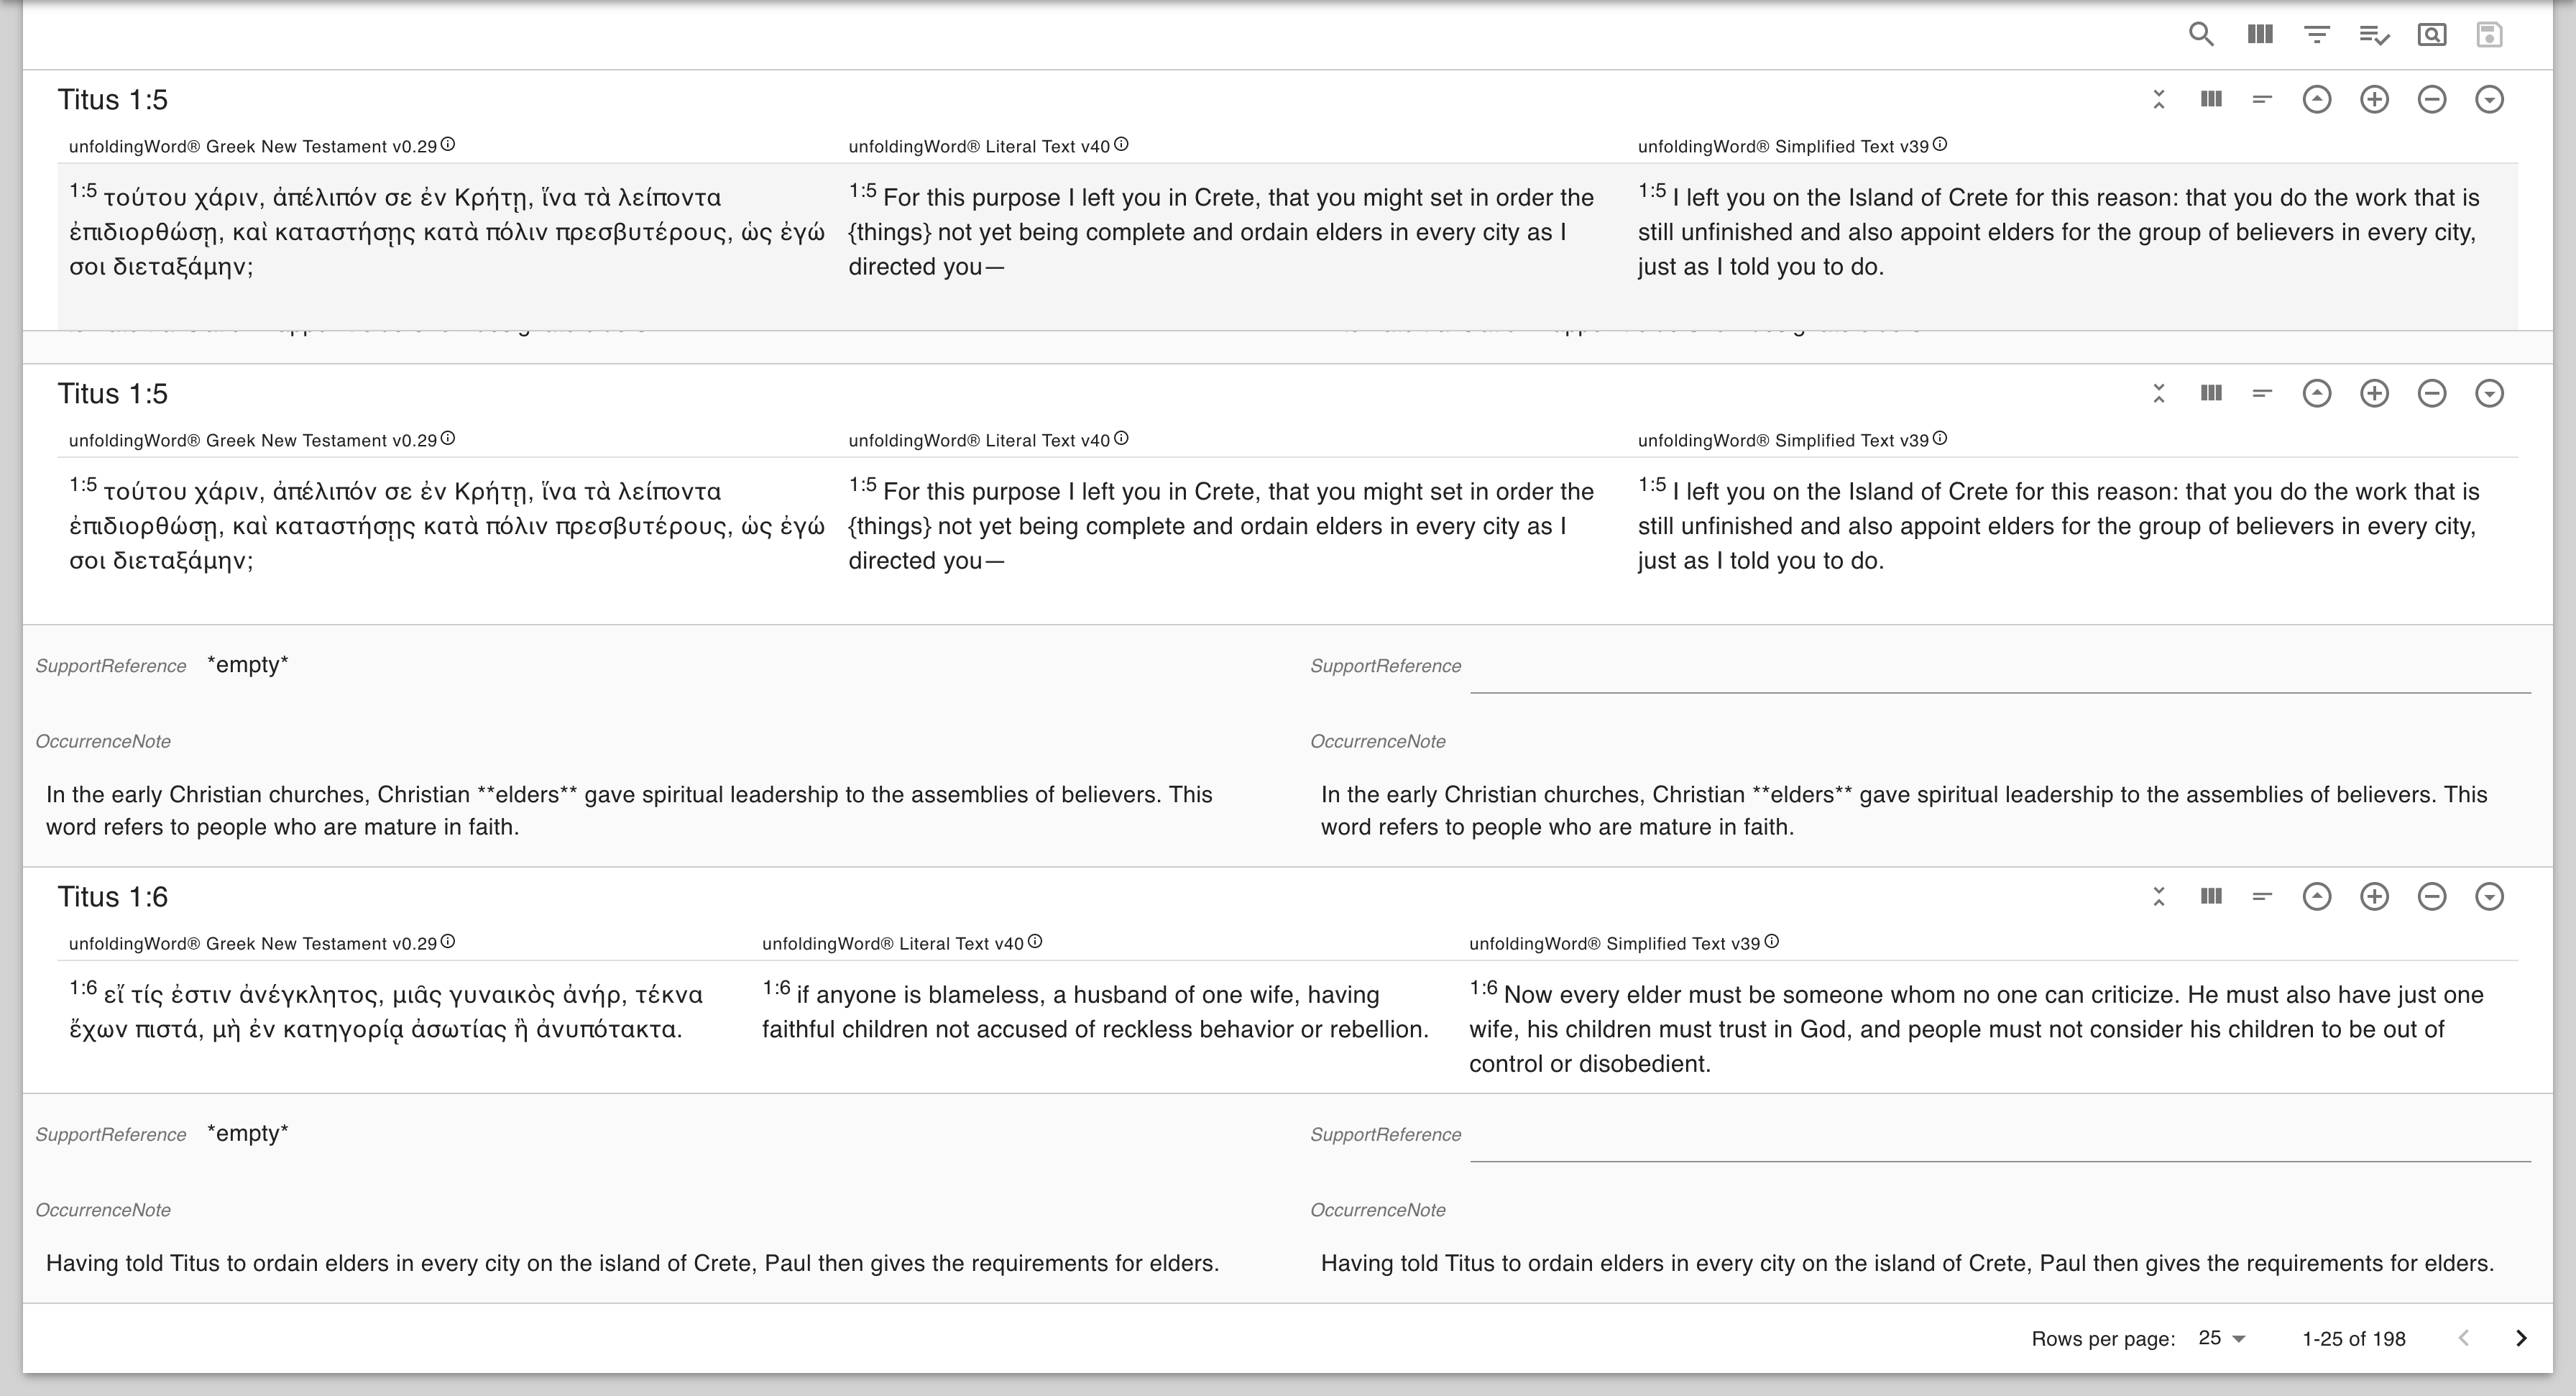 Titus 1:5
unfoldingWord® Greek New Testament v0.29
unfoldingWord® Literal Text v40
unfoldingWord® Simplified Text v39
1:5 τούτου χάριν, ἀπέλιπόν σε ἐν Κρήτῃ, ἵνα τὰ λείποντα
ἐπιδιορθώσῃ, καὶ καταστήσῃς κατὰ πόλιν πρεσβυτέρους, ὡς ἐγώ
σοι διεταξάμην;
1:5 For this purpose I left you in Crete, that you might set in order the
{things} not yet being complete and ordain elders in every city as I
directed you—
1:5 I left you on the Island of Crete for this reason: that you do the work that is
still unfinished and also appoint elders for the group of believers in every city,
just as I told you to do.
Titus 1:5
unfoldingWord® Greek New Testament v0.29
unfoldingWord® Literal Text v40
unfoldingWord® Simplified Text v39
1:5 τούτου χάριν, ἀπέλιπόν σε ἐν Κρήτῃ, ἵνα τὰ λείποντα
ἐπιδιορθώσῃ, καὶ καταστήσῃς κατὰ πόλιν πρεσβυτέρους, ὡς ἐγώ
σοι διεταξάμην;
1:5 For this purpose I left you in Crete, that you might set in order the
{things} not yet being complete and ordain elders in every city as I
directed you—
1:5 I left you on the Island of Crete for this reason: that you do the work that is
still unfinished and also appoint elders for the group of believers in every city,
just as I told you to do.
SupportReference *empty*
SupportReference
OccurrenceNote
OccurrenceNote
In the early Christian churches, Christian **elders** gave spiritual leadership to the assemblies of believers. This
word refers to people who are mature in faith.
In the early Christian churches, Christian **elders** gave spiritual leadership to the assemblies of believers. This
word refers to people who are mature in faith.
Titus 1:6
unfoldingWord® Greek New Testament v0.29
unfoldingWord® Literal Text v40
unfoldingWord® Simplified Text v39
1:6 εἴ τίς ἐστιν ἀνέγκλητος, μιᾶς γυναικὸς ἀνήρ, τέκνα
ἔχων πιστά, μὴ ἐν κατηγορίᾳ ἀσωτίας ἢ ἀνυπότακτα.
1:6 if anyone is blameless, a husband of one wife, having
faithful children not accused of reckless behavior or rebellion.
1:6 Now every elder must be someone whom no one can criticize. He must also have just one
wife, his children must trust in God, and people must not consider his children to be out of
control or disobedient.
SupportReference *empty*
SupportReference
OccurrenceNote
OccurrenceNote
Having told Titus to ordain elders in every city on the island of Crete, Paul then gives the requirements for elders.
Having told Titus to ordain elders in every city on the island of Crete, Paul then gives the requirements for elders.
Rows per page: 25 1-25 of 198